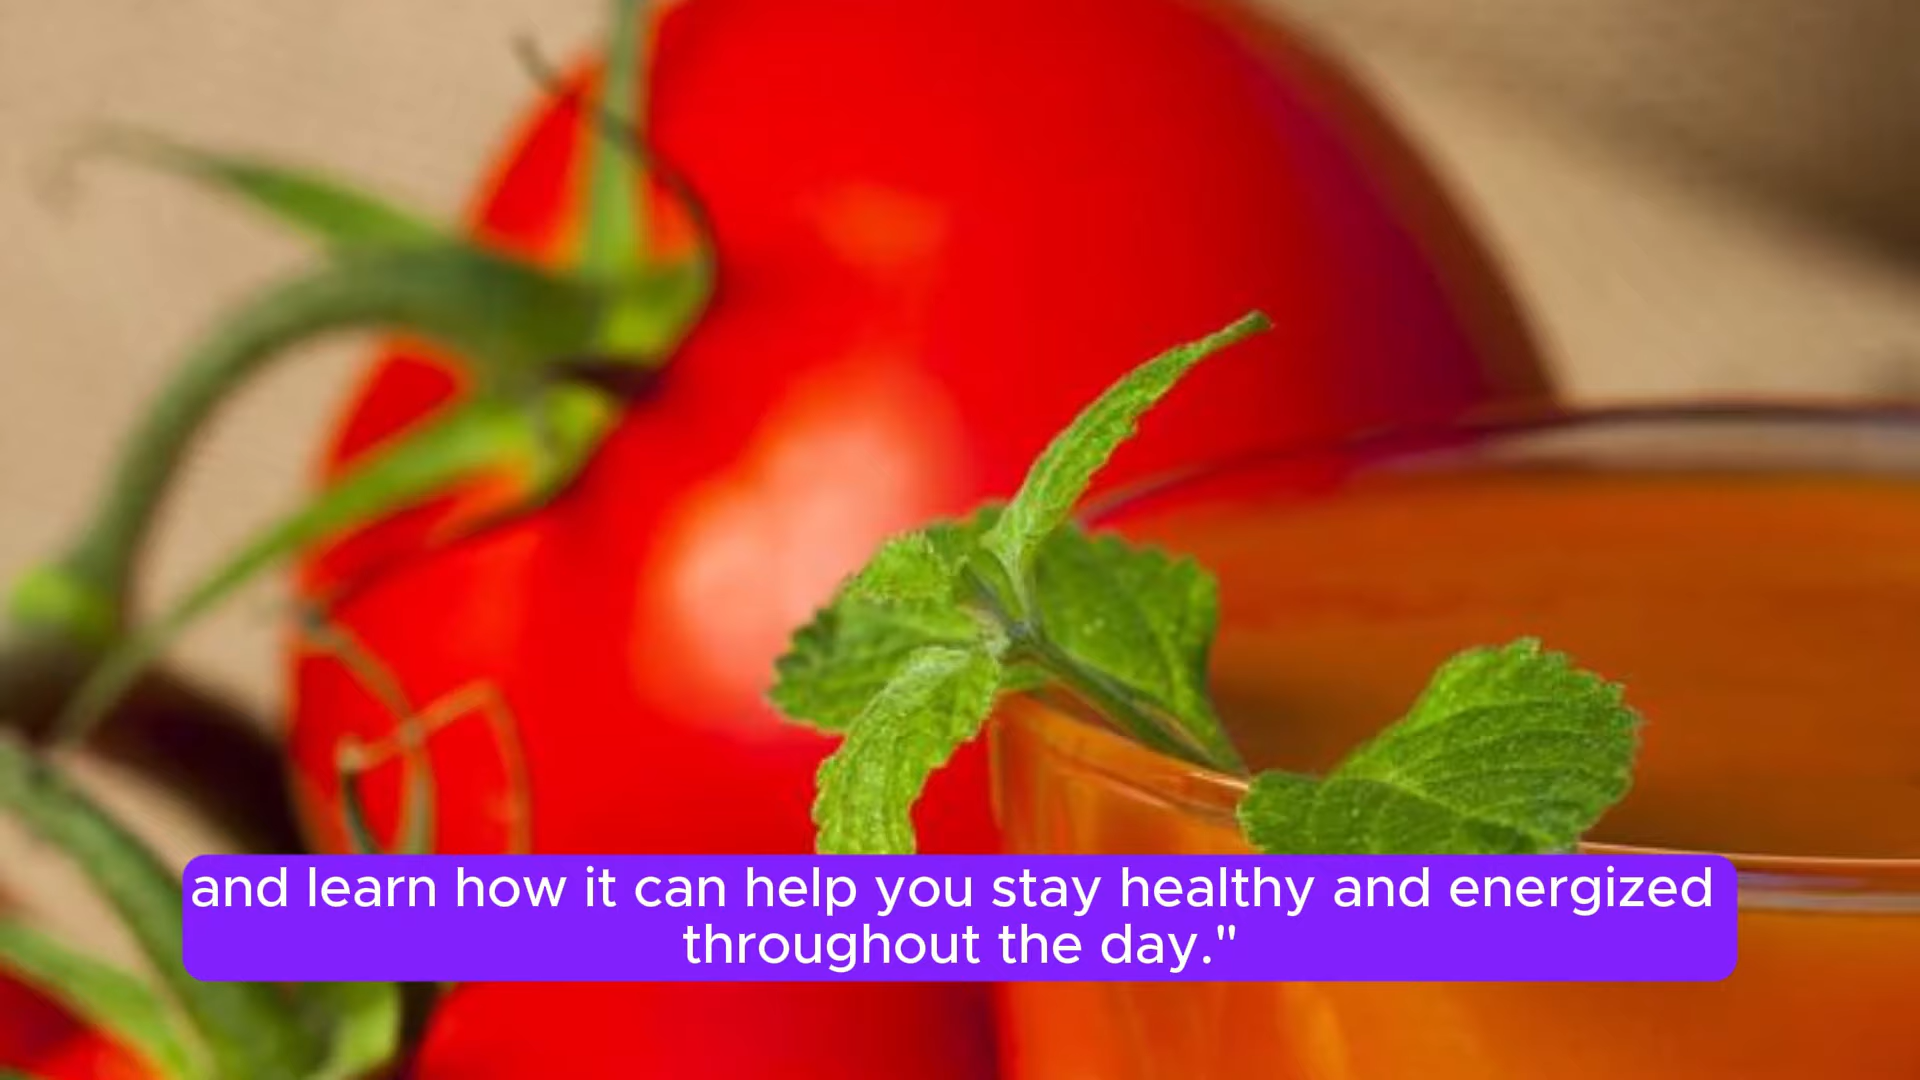 and learn how it can help you stay healthy and energized
throughout the day."